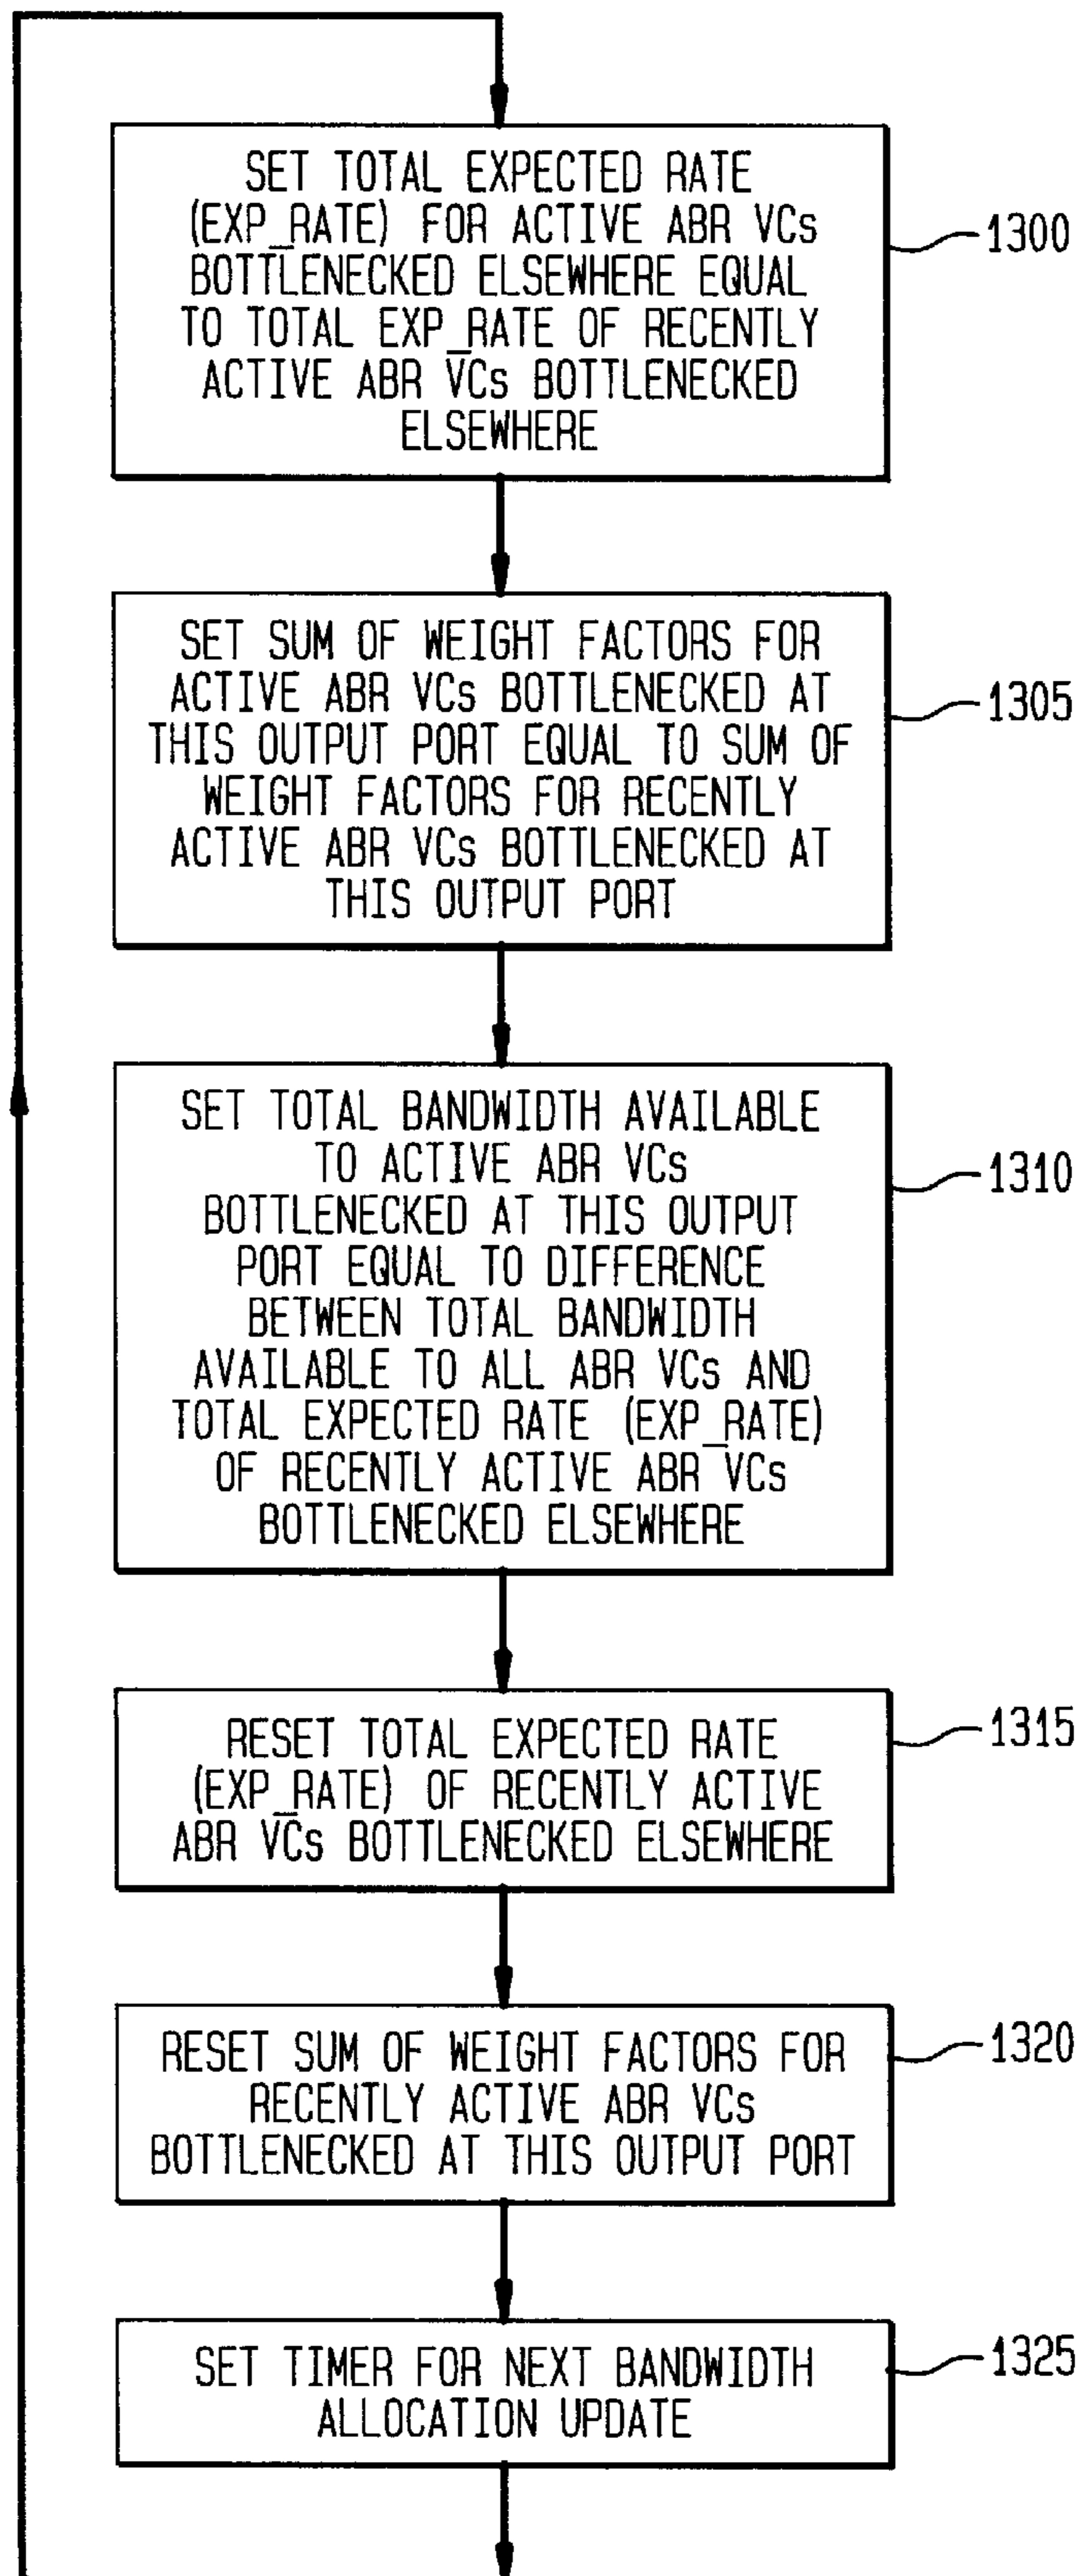 SET TOTAL EXPECTED RATE
(EXP_RATE) FOR ACTIVE ABR VCs
BOTTLENECKED ELSEWHERE EQUAL
TO TOTAL EXP_RATE OF RECENTLY
ACTIVE ABR VCs BOTTLENECKED
ELSEWHERE
1300
SET SUM OF WEIGHT FACTORS FOR
ACTIVE ABR VCs BOTTLENECKED AT
THIS OUTPUT PORT EQUAL TO SUM OF
WEIGHT FACTORS FOR RECENTLY
ACTIVE ABR VCs BOTTLENECKED AT
THIS OUTPUT PORT
1305
SET TOTAL BANDWIDTH AVAILABLE
TO ACTIVE ABR VCs
BOTTLENECKED AT THIS OUTPUT
PORT EQUAL TO DIFFERENCE
BETWEEN TOTAL BANDWIDTH
AVAILABLE TO ALL ABR VCs AND
TOTAL EXPECTED RATE (EXP_RATE)
OF RECENTLY ACTIVE ABR VCs
BOTTLENECKED ELSEWHERE
1310
RESET TOTAL EXPECTED RATE
(EXP_RATE) OF RECENTLY ACTIVE
ABR VCs BOTTLENECKED ELSEWHERE
1315
RESET SUM OF WEIGHT FACTORS FOR
RECENTLY ACTIVE ABR VCs
BOTTLENECKED AT THIS OUTPUT PORT
1320
SET TIMER FOR NEXT BANDWIDTH
ALLOCATION UPDATE
1325